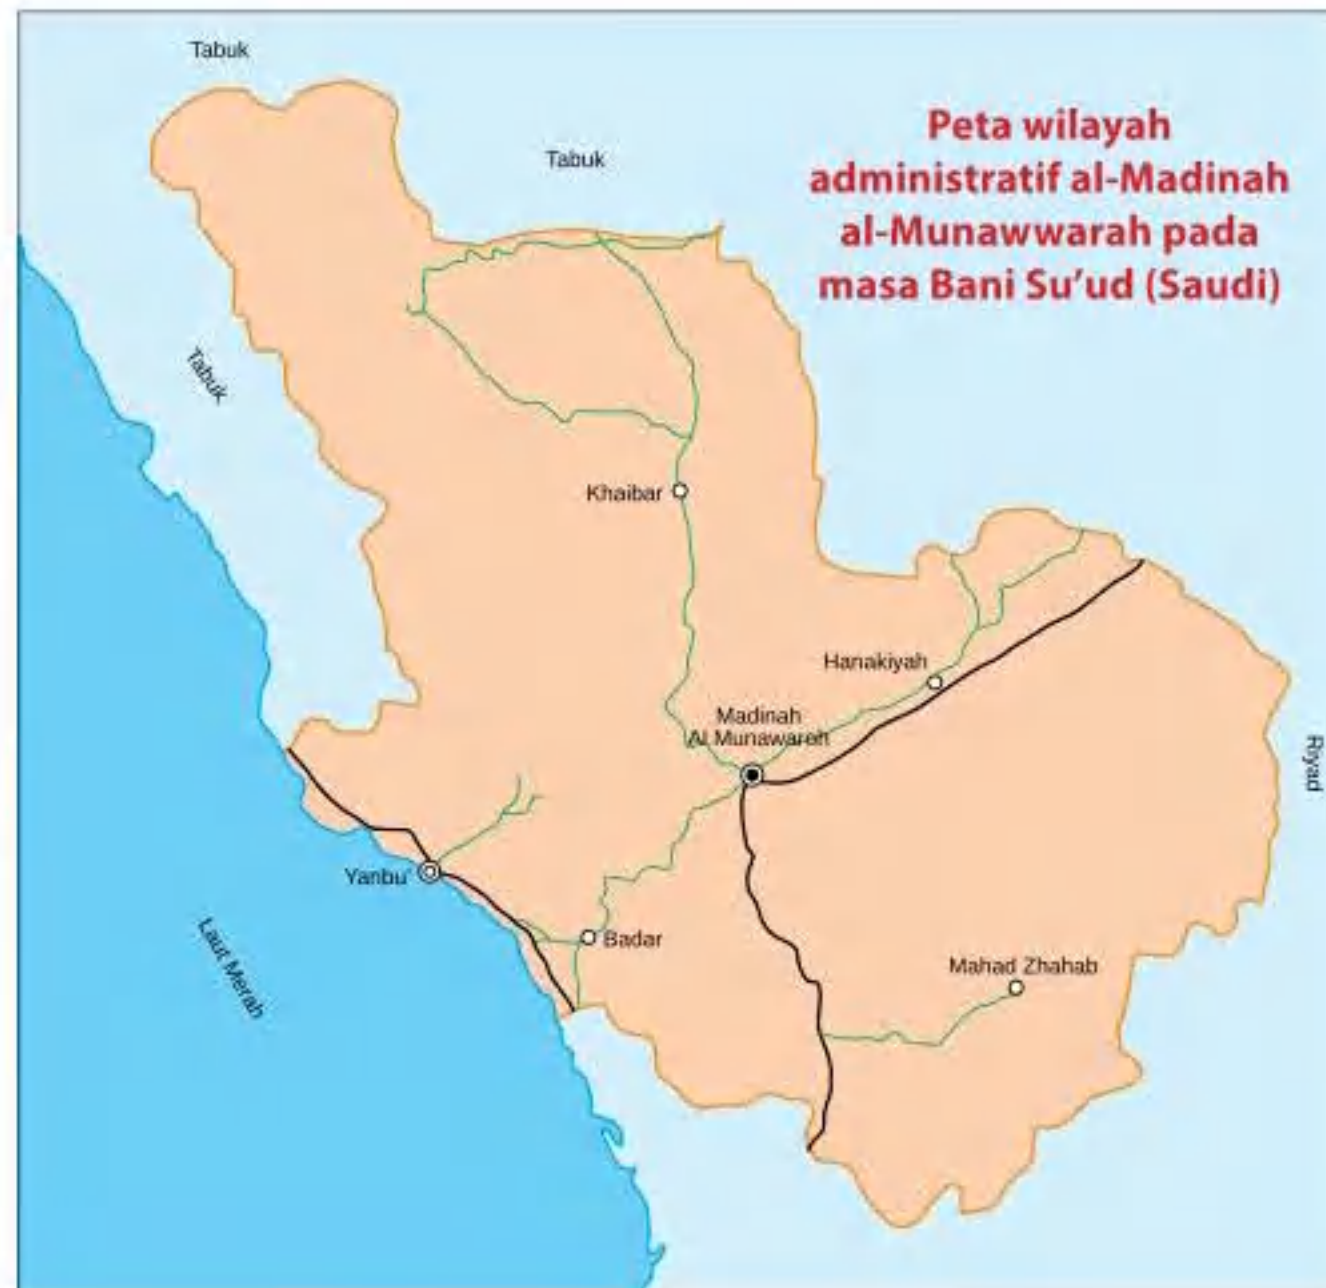 Tabuk
Peta wilayah
administratif al-Madinah
al-Munawwarah pada
masa Bani Su'ud (Saudi)
Tabuk
Tabuk
Khaibar
Hanakiyah
Madinah
Al Munawareh
Riyad
Yanbu'
Laut Merah
Badar
Mahad Zhahab